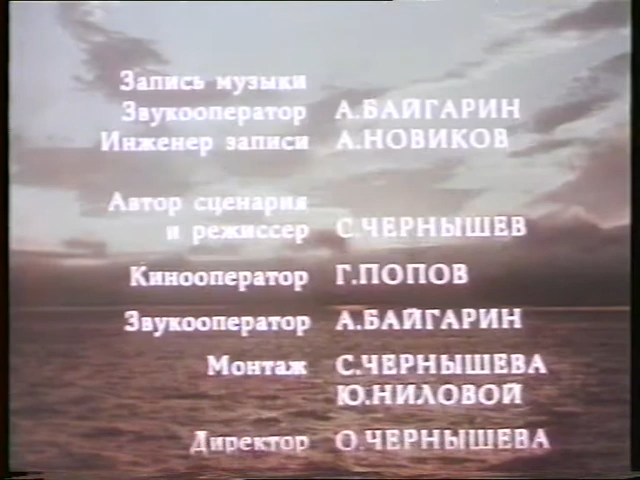 Запись музыки
Звукооператор А.БАЙГАРИН
Инженер записи А.НОВИКОВ
Автор сценария
и режиссер С.ЧЕРНЫШЕВ
Кинооператор Г.ПОПОВ
Звукооператор А.БАЙГАРИН
Монтаж С.ЧЕРНЫШЕВА
Ю.НИЛОВОЙ
Директор О.ЧЕРНЫШЕВА